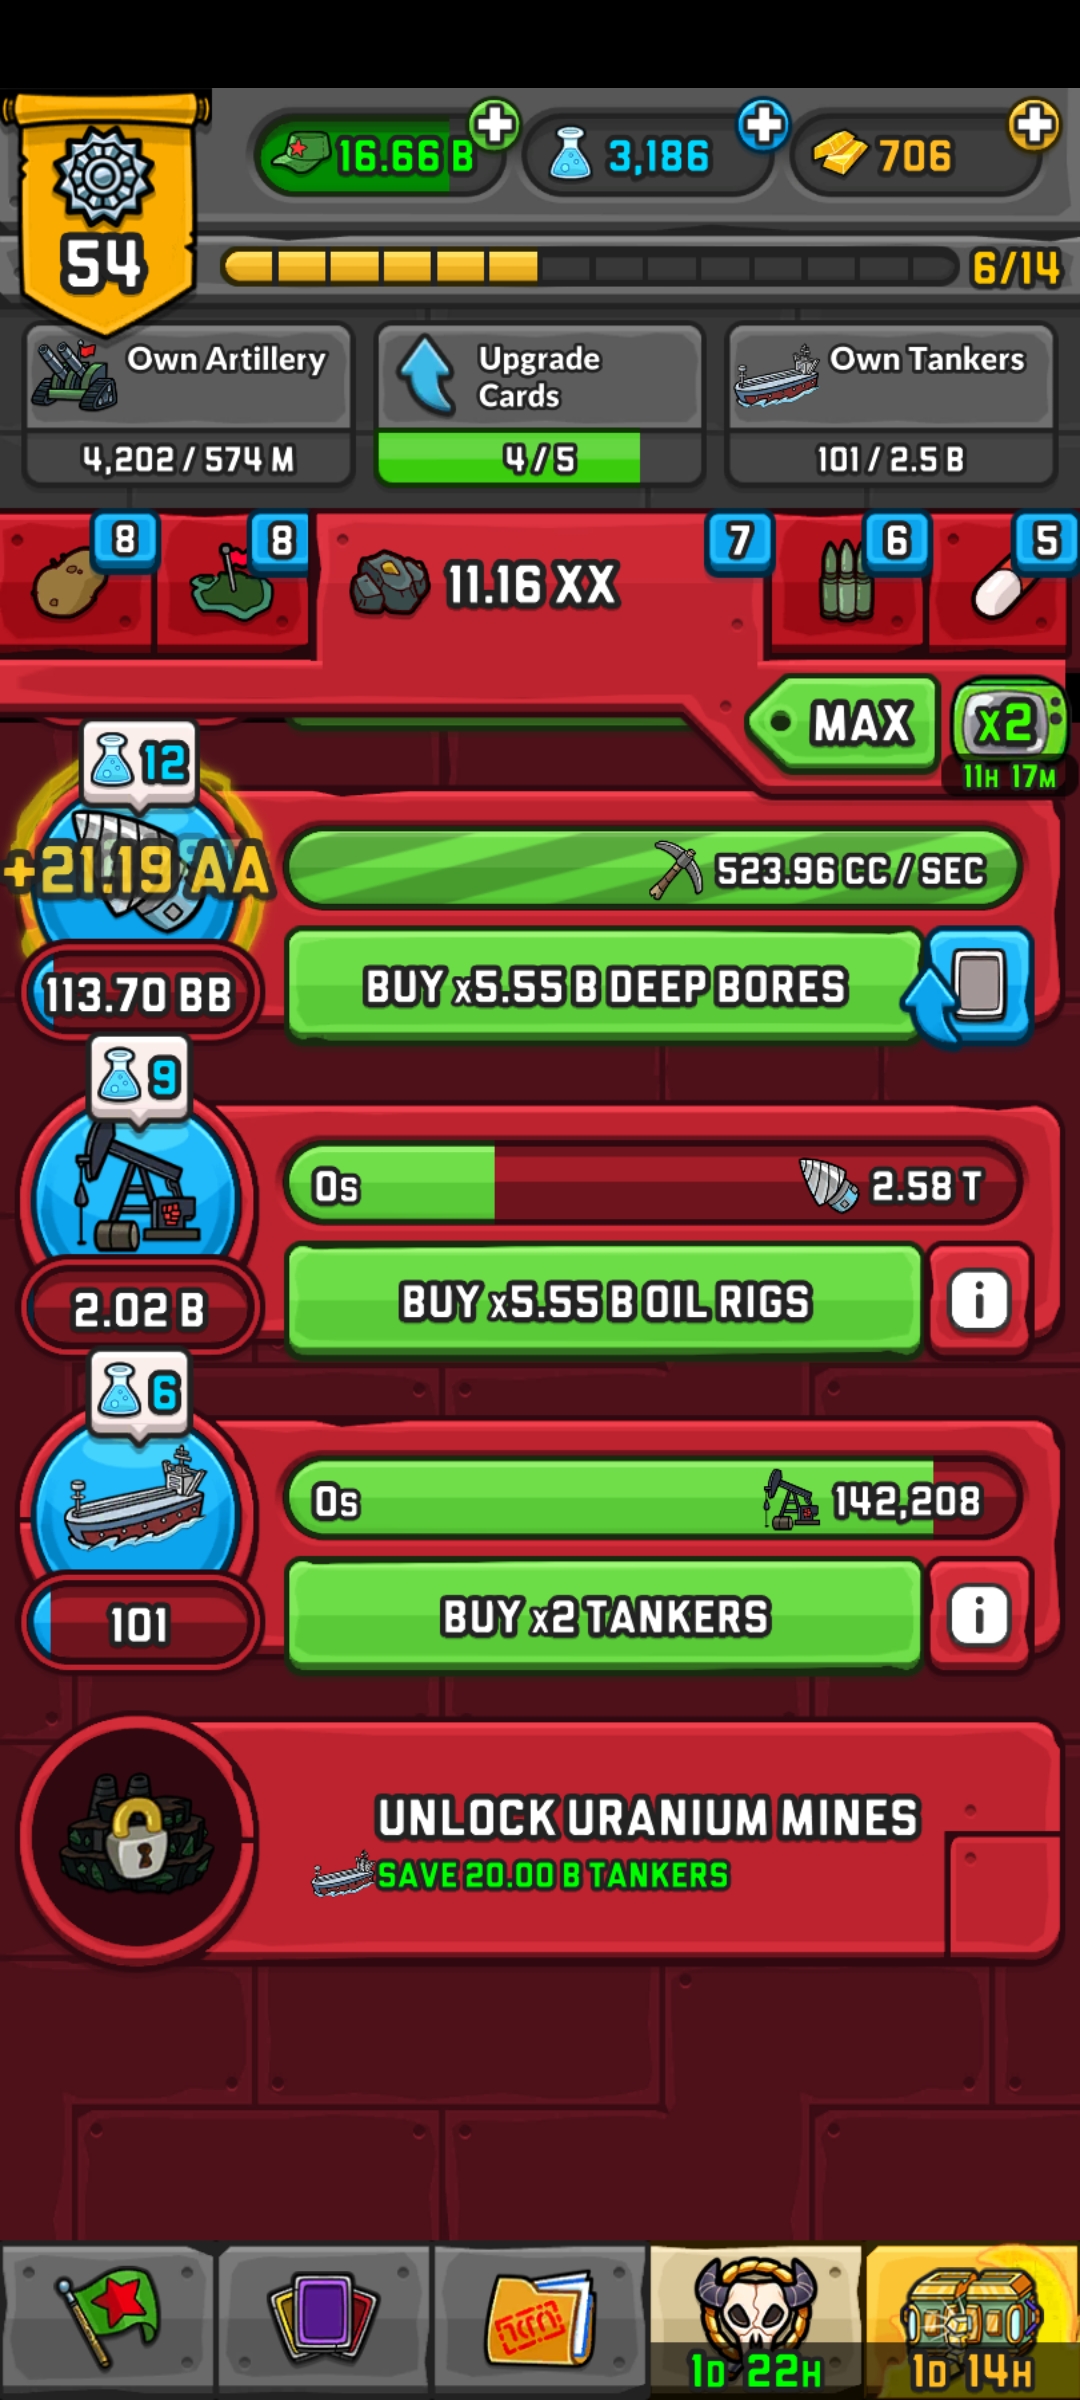 16.66 B
3,186
706
54
6/14
Own Artillery
4,202 / 574 M
Upgrade
Cards
4 / 5
Own Tankers
101 / 2.5 B
8
8
11.16 XX
7
6
5
MAX
x2
11H 17M
12
+21.19 AA
523.96 CC / SEC
113.70 BB
BUY x5.55 B DEEP BORES
9
0s
2.58 T
2.02 B
BUY x5.55 B OIL RIGS
i
6
0s
142,208
101
BUY x2 TANKERS
i
UNLOCK URANIUM MINES
SAVE 20.00 B TANKERS
1D 22H
1D 14H